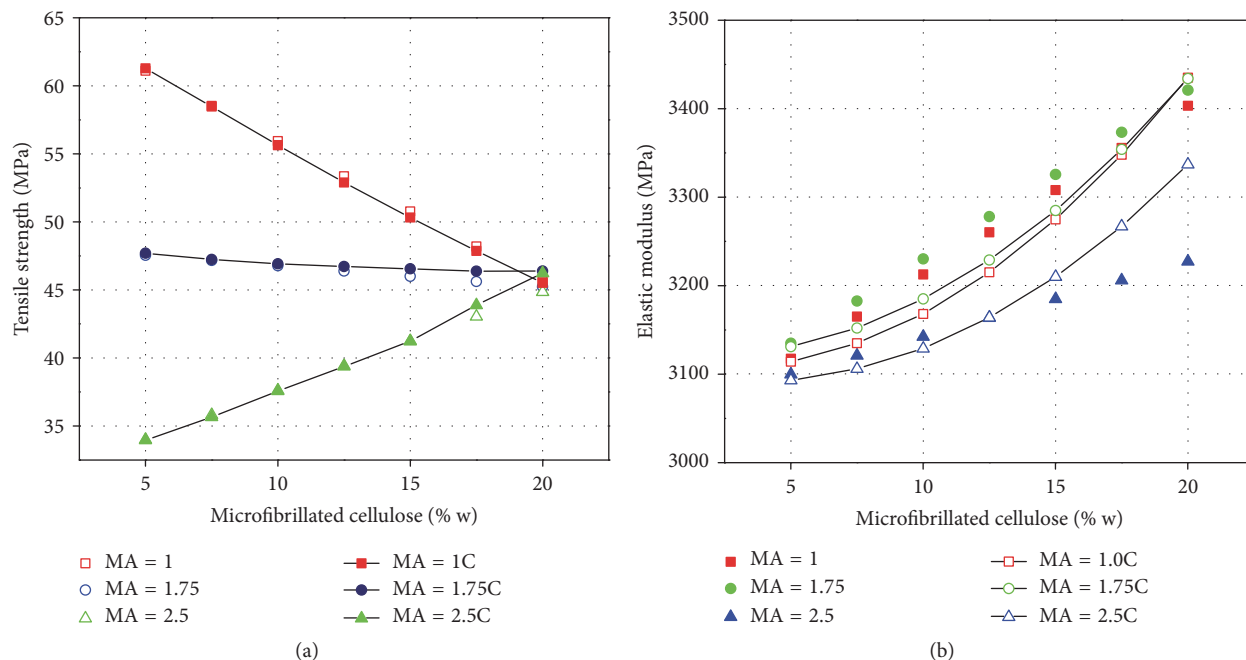 65
60
55
50
45
40
35
Tensile strength (MPa)
5
10
15
20
Microfibrillated cellulose (% w)
MA = 1
MA = 1.75
MA = 2.5
MA = 1C
MA = 1.75C
MA = 2.5C
(a)
3500
3400
3300
3200
3100
3000
Elastic modulus (MPa)
5
10
15
20
Microfibrillated cellulose (% w)
MA = 1
MA = 1.75
MA = 2.5
MA = 1.0C
MA = 1.75C
MA = 2.5C
(b)